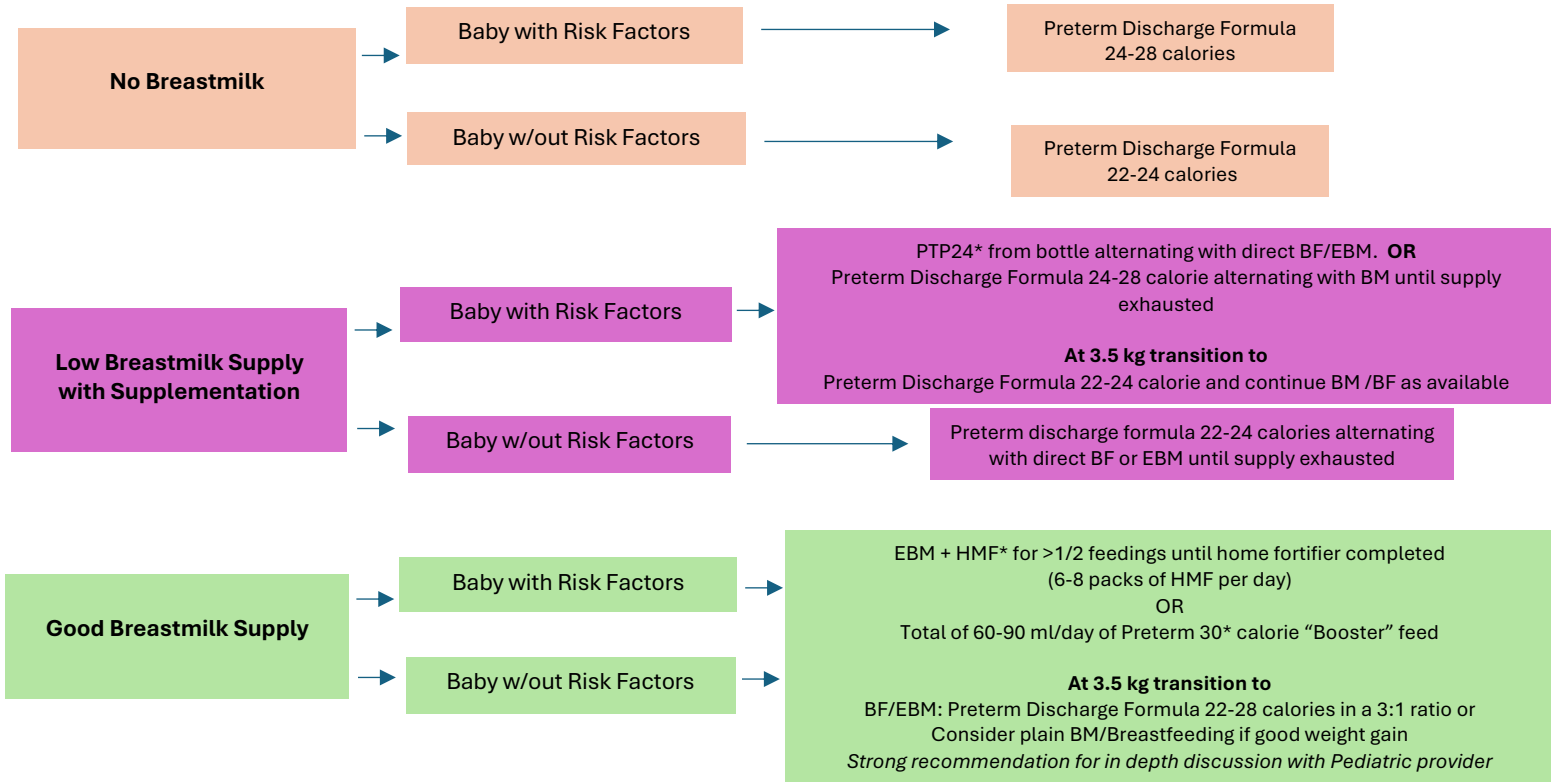 No Breastmilk
Baby with Risk Factors
Preterm Discharge Formula
24-28 calories
Baby w/out Risk Factors
Preterm Discharge Formula
22-24 calories
Low Breastmilk Supply
with Supplementation
Baby with Risk Factors
PTP24* from bottle alternating with direct BF/EBM. OR
Preterm Discharge Formula 24-28 calorie alternating with BM until supply
exhausted
At 3.5 kg transition to
Preterm Discharge Formula 22-24 calorie and continue BM /BF as available
Baby w/out Risk Factors
Preterm discharge formula 22-24 calories alternating
with direct BF or EBM until supply exhausted
Good Breastmilk Supply
Baby with Risk Factors
Baby w/out Risk Factors
EBM + HMF* for >1/2 feedings until home fortifier completed
(6-8 packs of HMF per day)
OR
Total of 60-90 ml/day of Preterm 30* calorie “Booster” feed
At 3.5 kg transition to
BF/EBM: Preterm Discharge Formula 22-28 calories in a 3:1 ratio or
Consider plain BM/Breastfeeding if good weight gain
Strong recommendation for in depth discussion with Pediatric provider